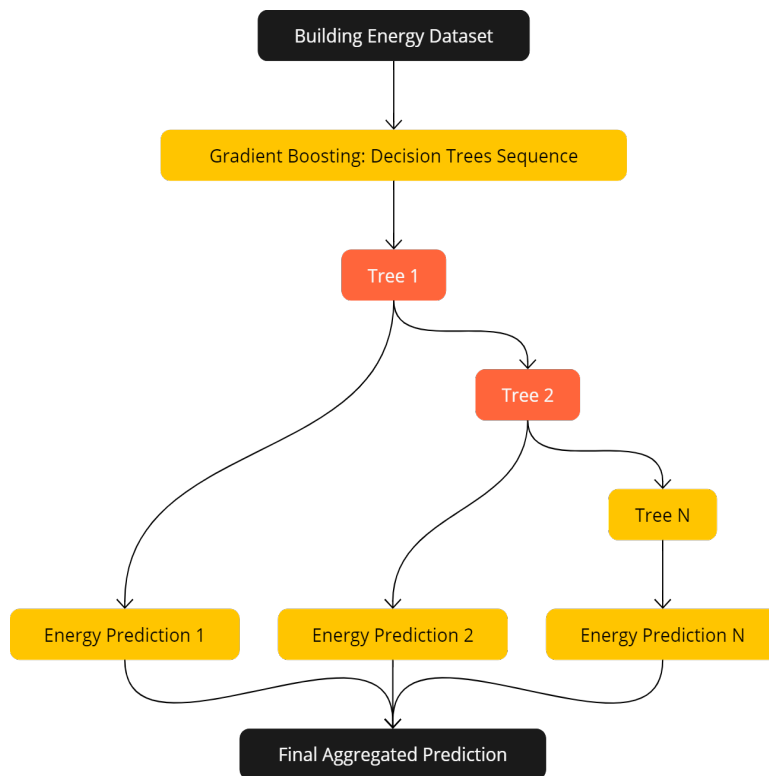 Building Energy Dataset
Gradient Boosting: Decision Trees Sequence
Tree 1
Tree 2
Tree N
Energy Prediction 1
Energy Prediction 2
Energy Prediction N
Final Aggregated Prediction